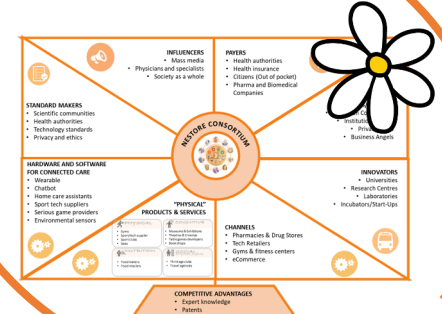 INFLUENCERS
• Mass media
• Physicians and specialists
• Society as a whole
PAYERS
• Health authorities
• Health insurance
• Citizens (Out of pocket)
• Pharma and Biomedical
Companies
STANDARD MAKERS
• Scientific communities
• Health authorities
• Technology standards
• Privacy and ethics
• Business Angels
NESTORE CONSORTIUM
HARDWARE AND SOFTWARE
FOR CONNECTED CARE
• Wearable
• Chatbot
• Home care assistants
• Sport tech suppliers
• Serious game providers
• Environmental sensors
"PHYSICAL"
PRODUCTS & SERVICES
CHANNELS
• Pharmacies & Drug Stores
• Tech Retailers
• Gyms & fitness centers
• eCommerce
INNOVATORS
• Universities
• Research Centres
• Laboratories
• Incubators/Start-Ups
COMPETITIVE ADVANTAGES
• Expert knowledge
• Patents